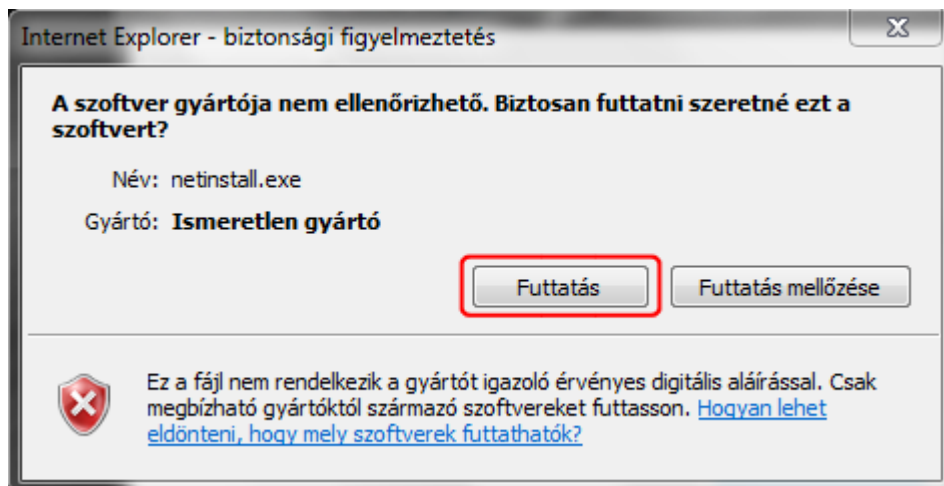 Internet Explorer - biztonsági figyelmeztetés
A szoftver gyártója nem ellenőrizhető. Biztosan futtatni szeretné ezt a
szoftvert?
Név: netinstall.exe
Gyártó: Ismeretlen gyártó
Futtatás Futtatás mellőzése
Ez a fájl nem rendelkezik a gyártót igazoló érvényes digitális aláírással. Csak
megbízható gyártóktól származó szoftvereket futtasson. Hogyan lehet
eldönteni, hogy mely szoftverek futtathatók?